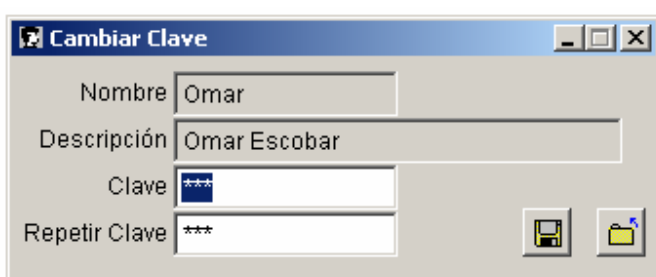 Cambiar Clave
Nombre Omar
Descripción Omar Escobar
Clave ***
Repetir Clave ***